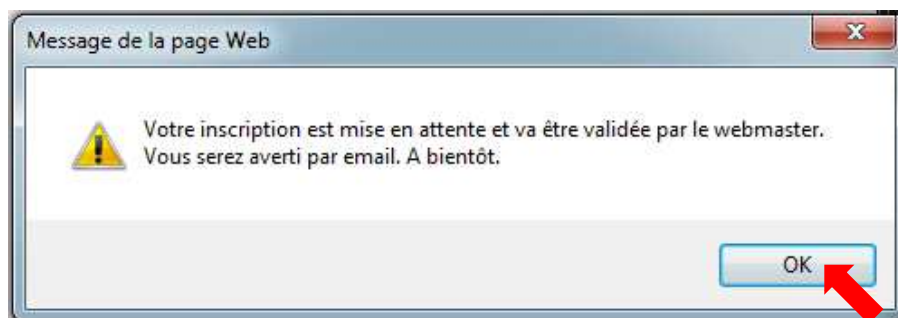 Message de la page Web
Votre inscription est mise en attente et va être validée par le webmaster.
Vous serez averti par email. A bientôt.
OK